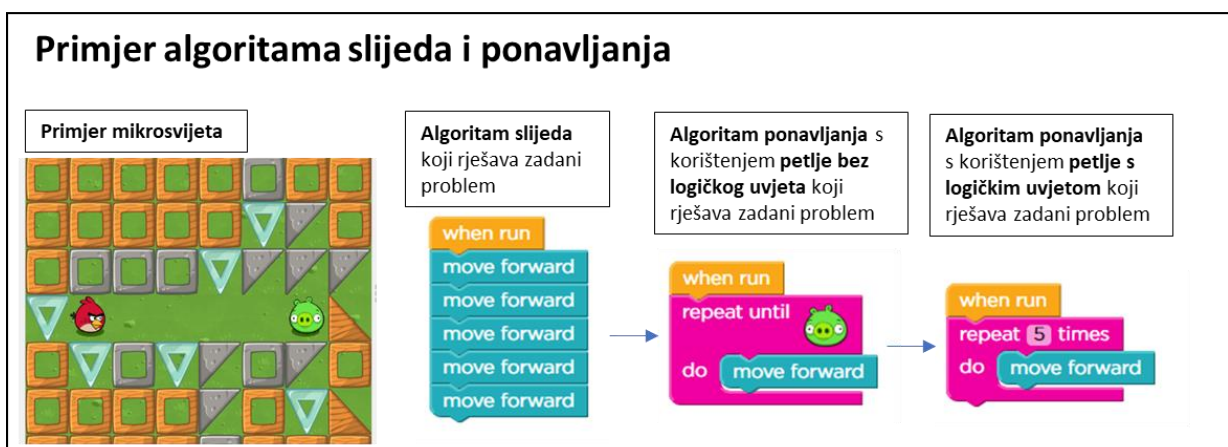 Primjer algoritama slijeda i ponavljanja
Primjer mikrosvijeta
Algoritam slijeda
koji rješava zadani
problem
when run
move forward
move forward
move forward
move forward
move forward
Algoritam ponavljanja s
korištenjem petlje bez
logičkog uvjeta koji
rješava zadani problem
when run
repeat until
do move forward
Algoritam ponavljanja
s korištenjem petlje s
logičkim uvjetom koji
rješava zadani problem
when run
repeat 5 times
do move forward